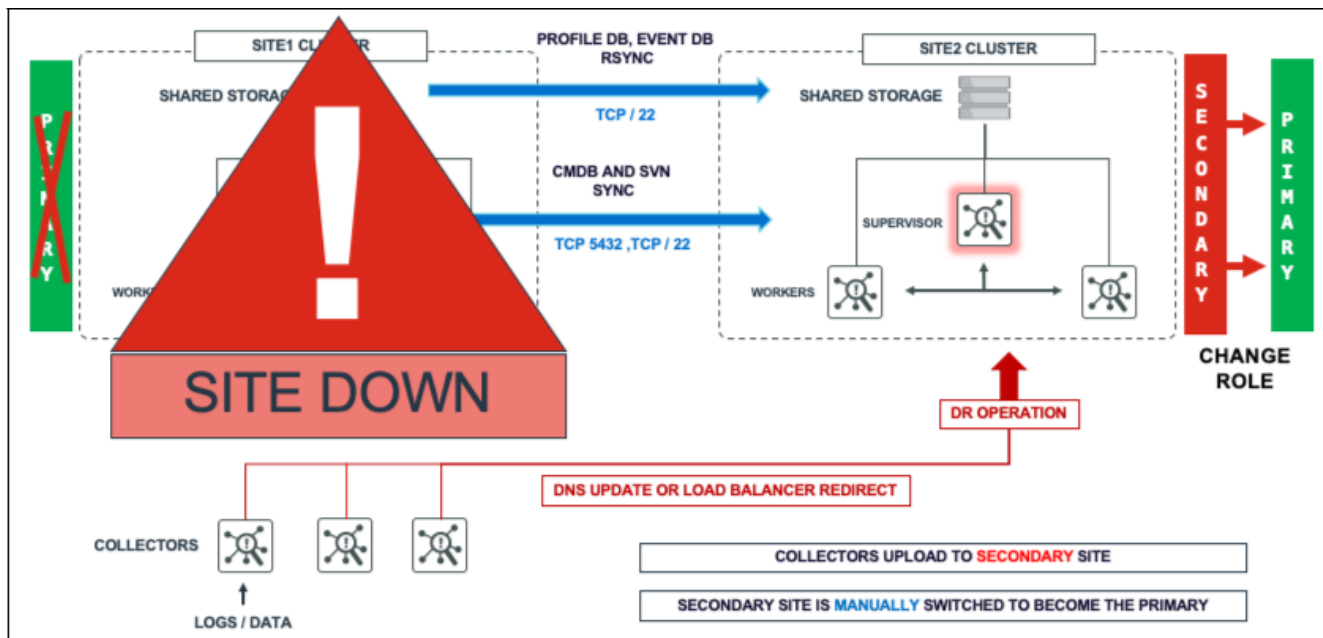 SITE1 CLUSTER
PROFILE DB, EVENT DB
RSYNC
SITE2 CLUSTER
PRIMARY
SHARED STORAGE
TCP / 22
SHARED STORAGE
SECONDARY
PRIMARY
CMDB AND SVN
SYNC
SUPERVISOR
TCP 5432 ,TCP / 22
WORKERS
CHANGE
ROLE
SITE DOWN
DR OPERATION
DNS UPDATE OR LOAD BALANCER REDIRECT
COLLECTORS
COLLECTORS UPLOAD TO SECONDARY SITE
SECONDARY SITE IS MANUALLY SWITCHED TO BECOME THE PRIMARY
LOGS / DATA